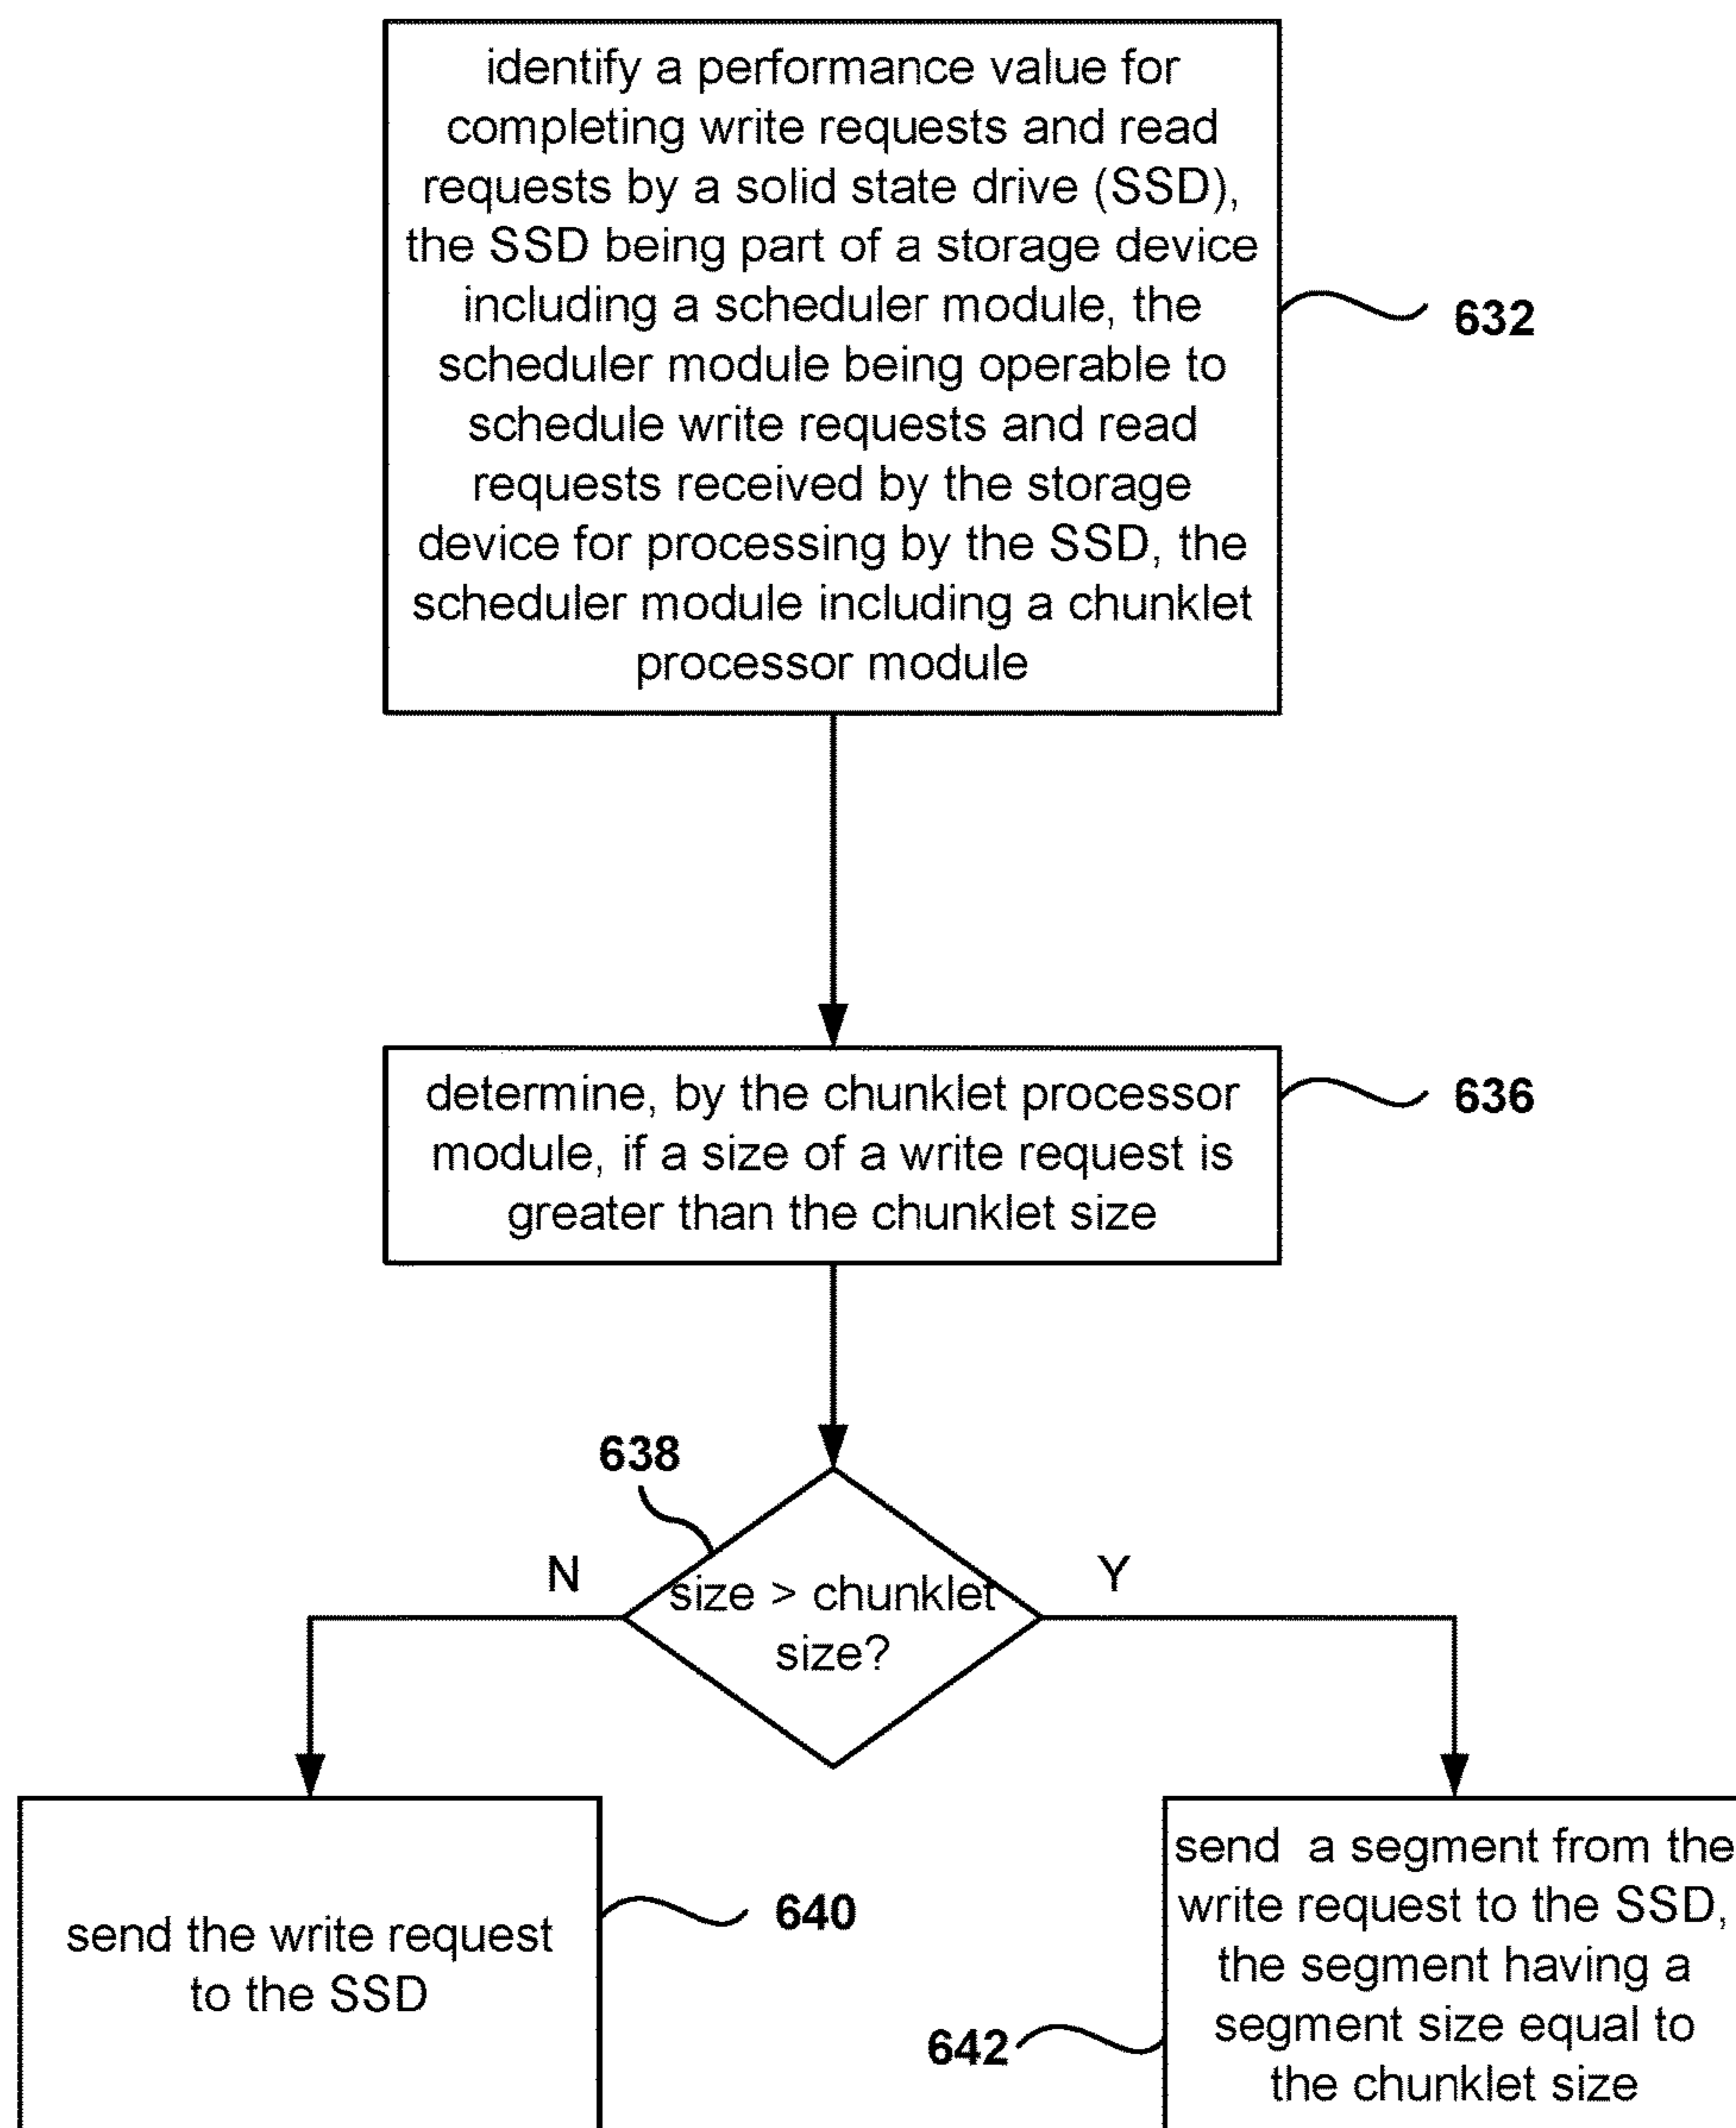 identify a performance value for
completing write requests and read
requests by a solid state drive (SSD),
the SSD being part of a storage device
including a scheduler module, the
scheduler module being operable to
schedule write requests and read
requests received by the storage
device for processing by the SSD, the
scheduler module including a chunklet
processor module
632
determine, by the chunklet processor
module, if a size of a write request is
greater than the chunklet size
636
638
N
size > chunklet
size?
Y
send the write request
to the SSD
640
send a segment from the
write request to the SSD,
the segment having a
segment size equal to
the chunklet size
642